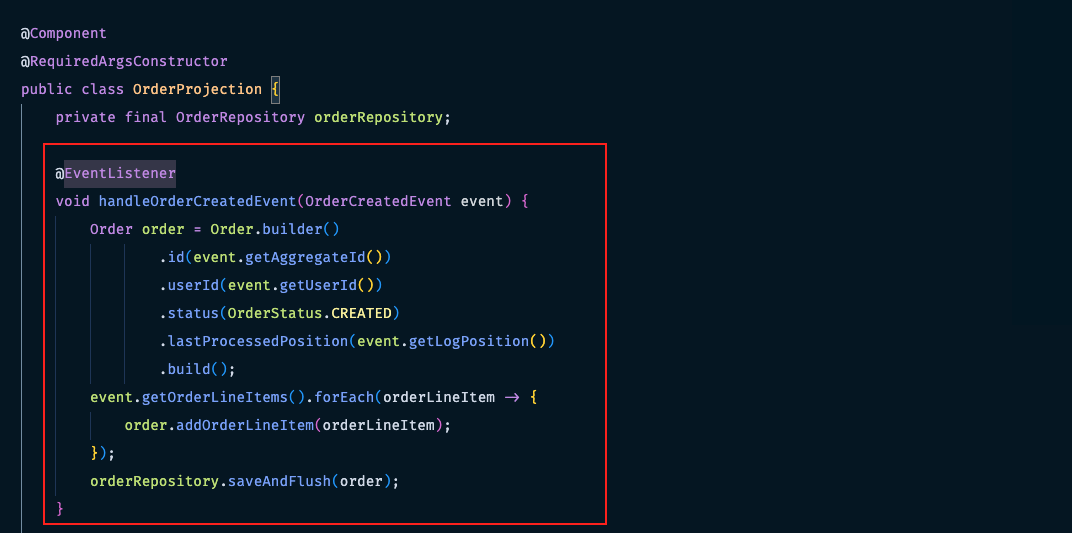 @Component
@RequiredArgsConstructor
public class OrderProjection {
    private final OrderRepository orderRepository;
    @EventListener
    void handleOrderCreatedEvent(OrderCreatedEvent event) {
        Order order = Order.builder()
                .id(event.getAggregateId())
                .userId(event.getUserId())
                .status(OrderStatus.CREATED)
                .lastProcessedPosition(event.getLogPosition())
                .build();
        event.getOrderLineItems().forEach(orderLineItem -> {
            order.addOrderLineItem(orderLineItem);
        });
        orderRepository.saveAndFlush(order);
    }